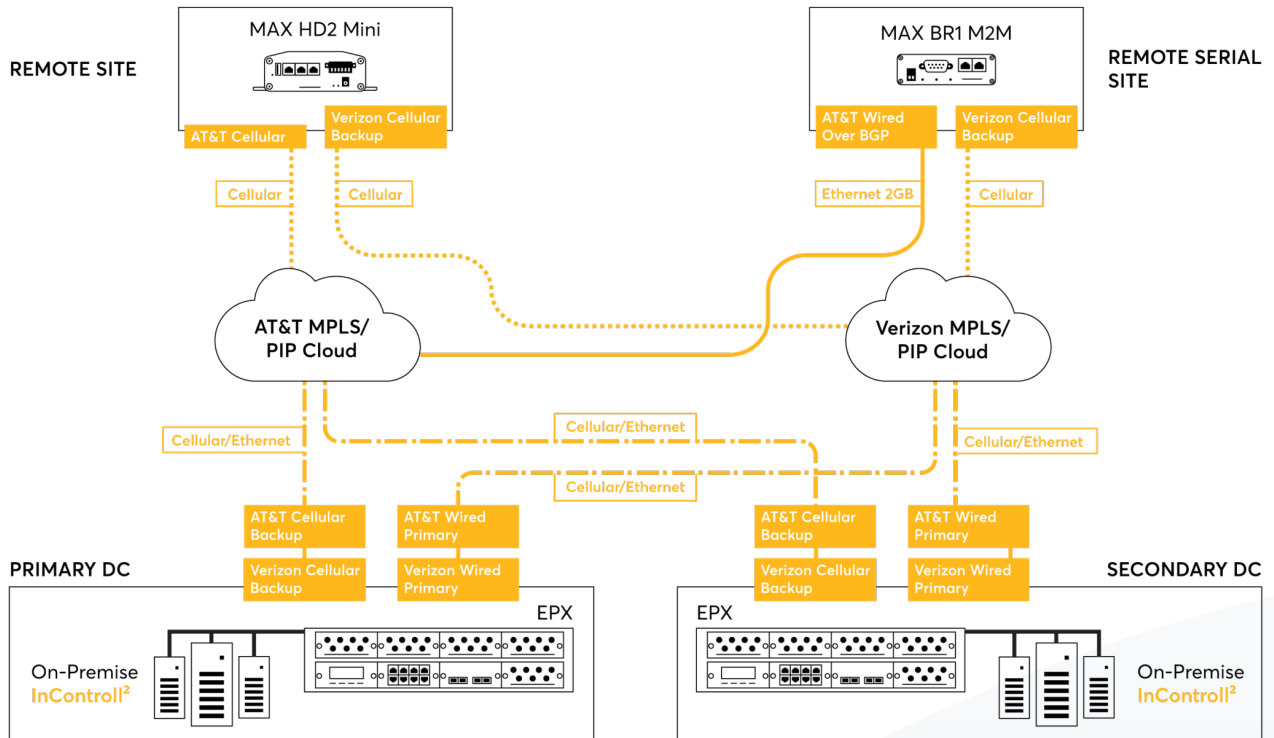 MAX HD2 Mini
MAX BR1 M2M
REMOTE SITE
REMOTE SERIAL
SITE
AT&T Cellular
Verizon Cellular
Backup
AT&T Wired
Over BGP
Verizon Cellular
Backup
Cellular
Cellular
Ethernet 2GB
Cellular
AT&T MPLS/
PIP Cloud
Verizon MPLS/
PIP Cloud
Cellular/Ethernet
Cellular/Ethernet
Cellular/Ethernet
Cellular/Ethernet
AT&T Cellular
Backup
AT&T Wired
Primary
AT&T Cellular
Backup
AT&T Wired
Primary
PRIMARY DC
Verizon Cellular
Backup
Verizon Wired
Primary
Verizon Cellular
Backup
Verizon Wired
Primary
SECONDARY DC
EPX
EPX
On-Premise
InControll²
On-Premise
InControll²